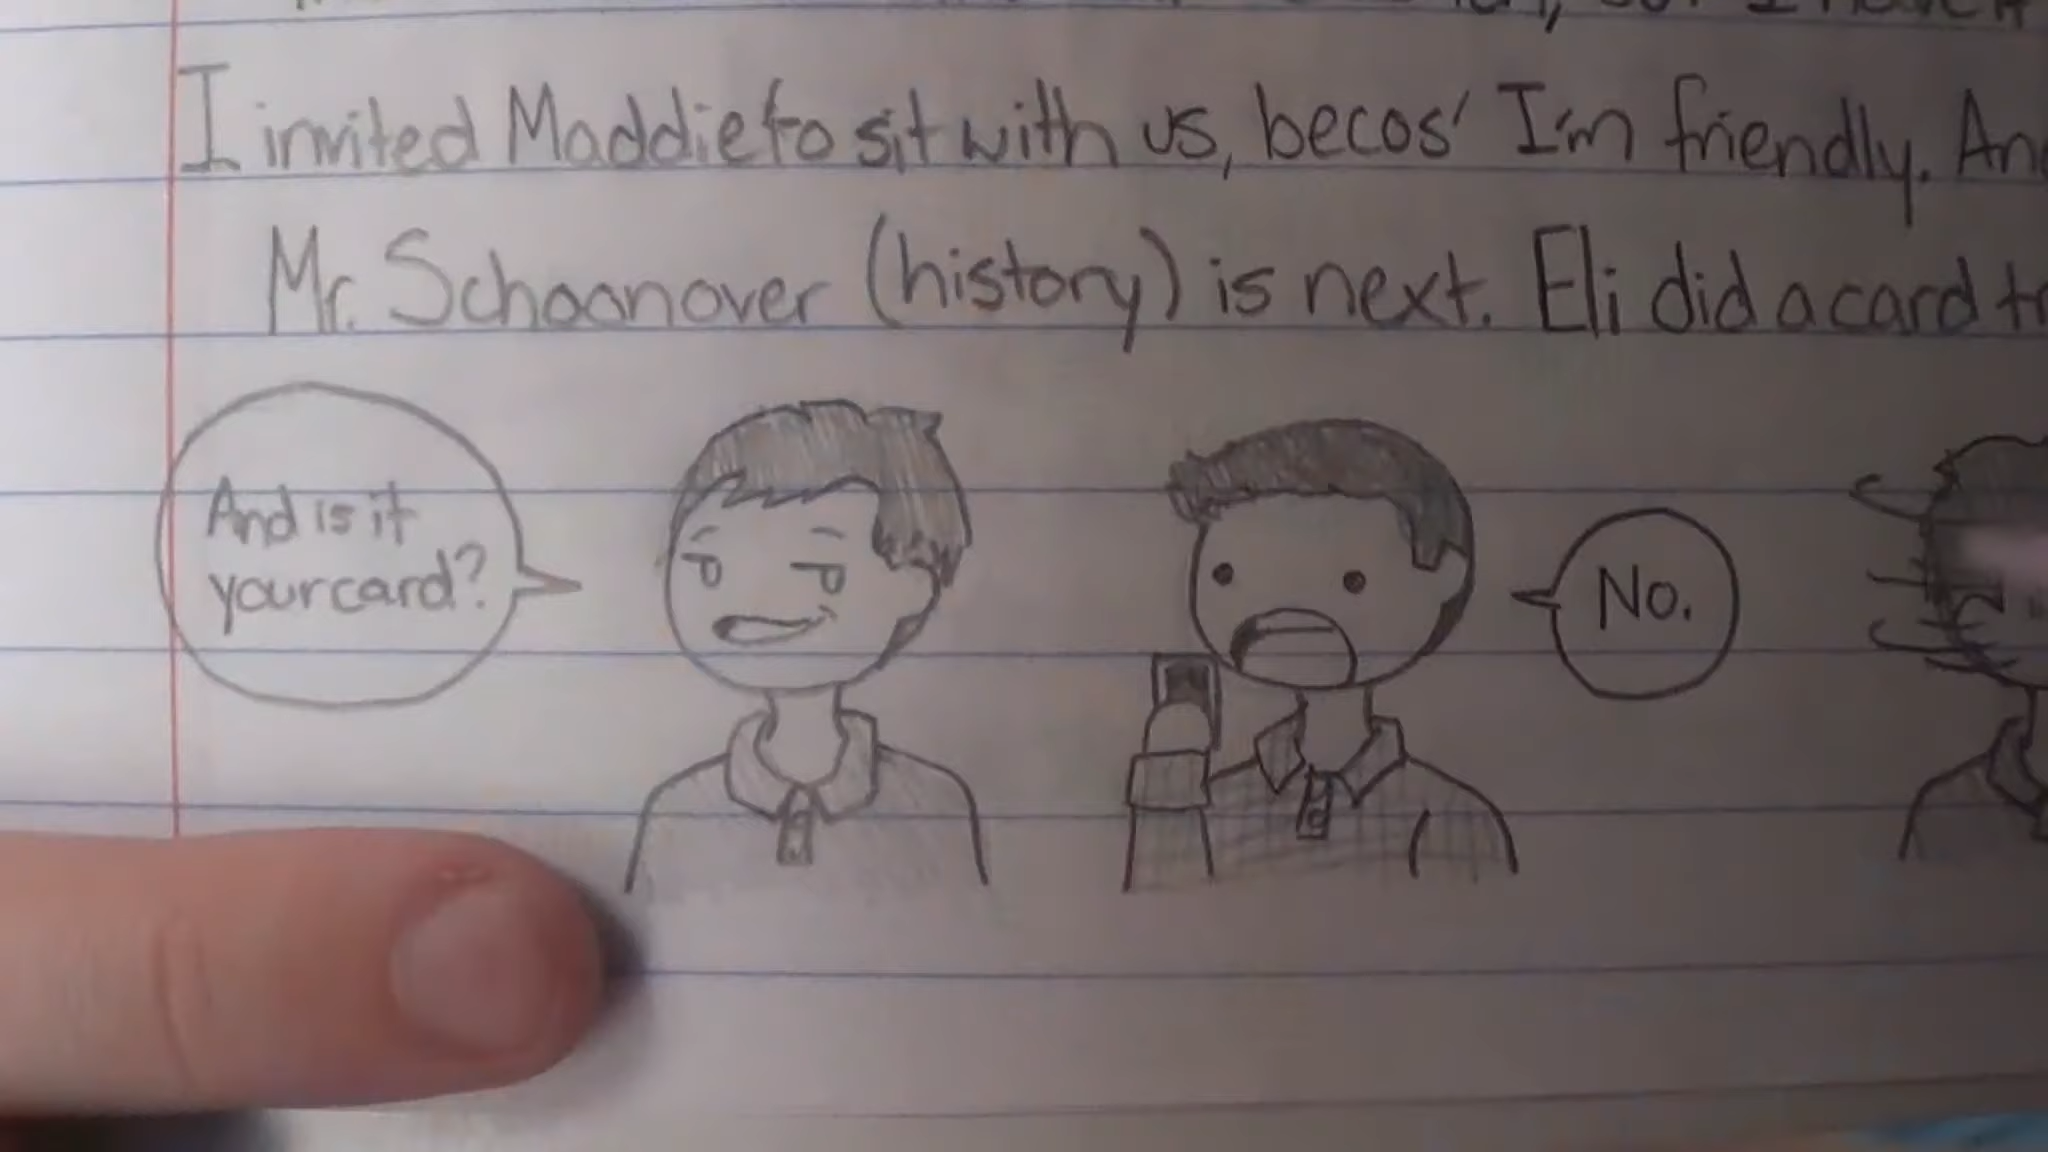 I invited Maddie to sit with us, becos' I'm friendly. And
Mr. Schoonover (history) is next. Eli did a card
And is it
your card?
No.